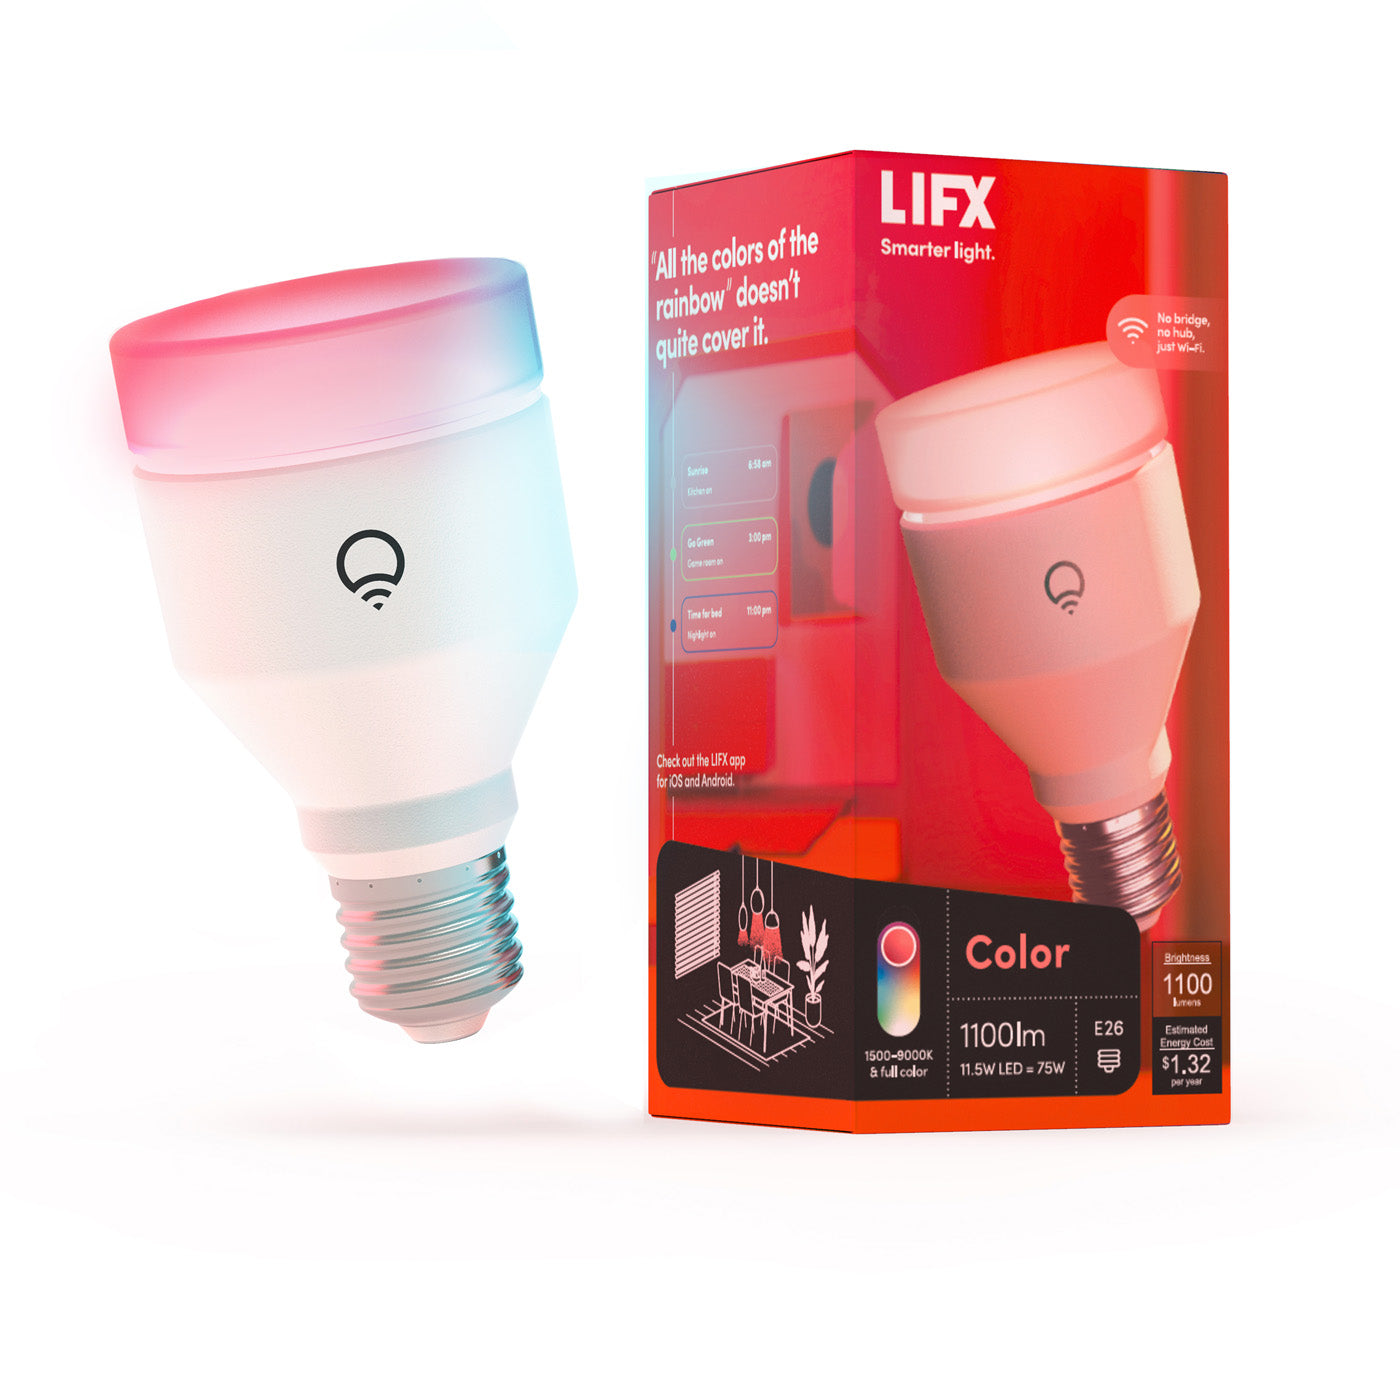 "All the colors of the
rainbow" doesn't
quite cover it.
Sunrise 6:58 am
Kitchen on
Go Green 3:00 pm
Game room on
Time for bed 11:00 pm
Nightlight on
Check out the LIFX app
for iOS and Android.
LIFX
Smarter light.
No bridge,
no hub,
just Wi-Fi.
1500–9000K
& full color
Color
1100lm
11.5W LED = 75W
E26
Brightness
1100
lumens
Estimated
Energy Cost
$1.32
per year